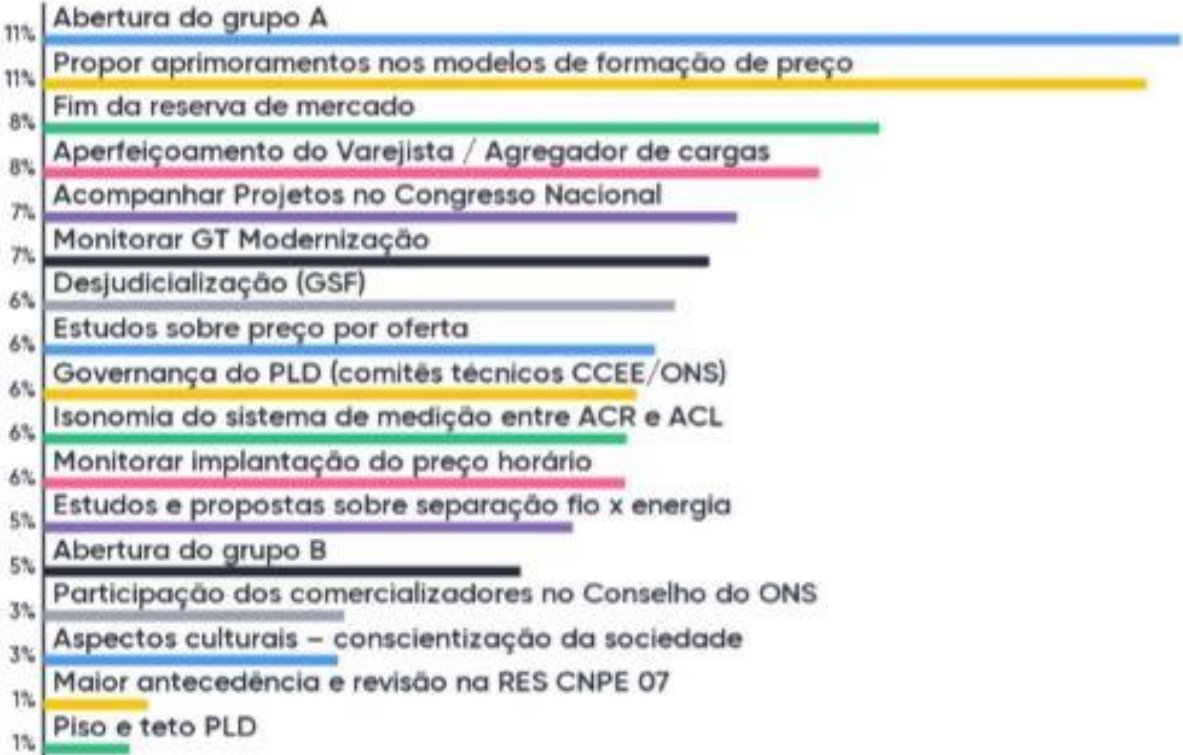 Abertura do grupo A
11%
Propor aprimoramentos nos modelos de formação de preço
11%
Fim da reserva de mercado
8%
Aperfeiçoamento do Varejista / Agregador de cargas
8%
Acompanhar Projetos no Congresso Nacional
7%
Monitorar GT Modernização
7%
Desjudicialização (GSF)
6%
Estudos sobre preço por oferta
6%
Governança do PLD (comitês técnicos CCEE/ONS)
6%
Isonomia do sistema de medição entre ACR e ACL
6%
Monitorar implantação do preço horário
6%
Estudos e propostas sobre separação fio x energia
5%
Abertura do grupo B
5%
Participação dos comercializadores no Conselho do ONS
3%
Aspectos culturais – conscientização da sociedade
3%
Maior antecedência e revisão na RES CNPE 07
1%
Piso e teto PLD
1%